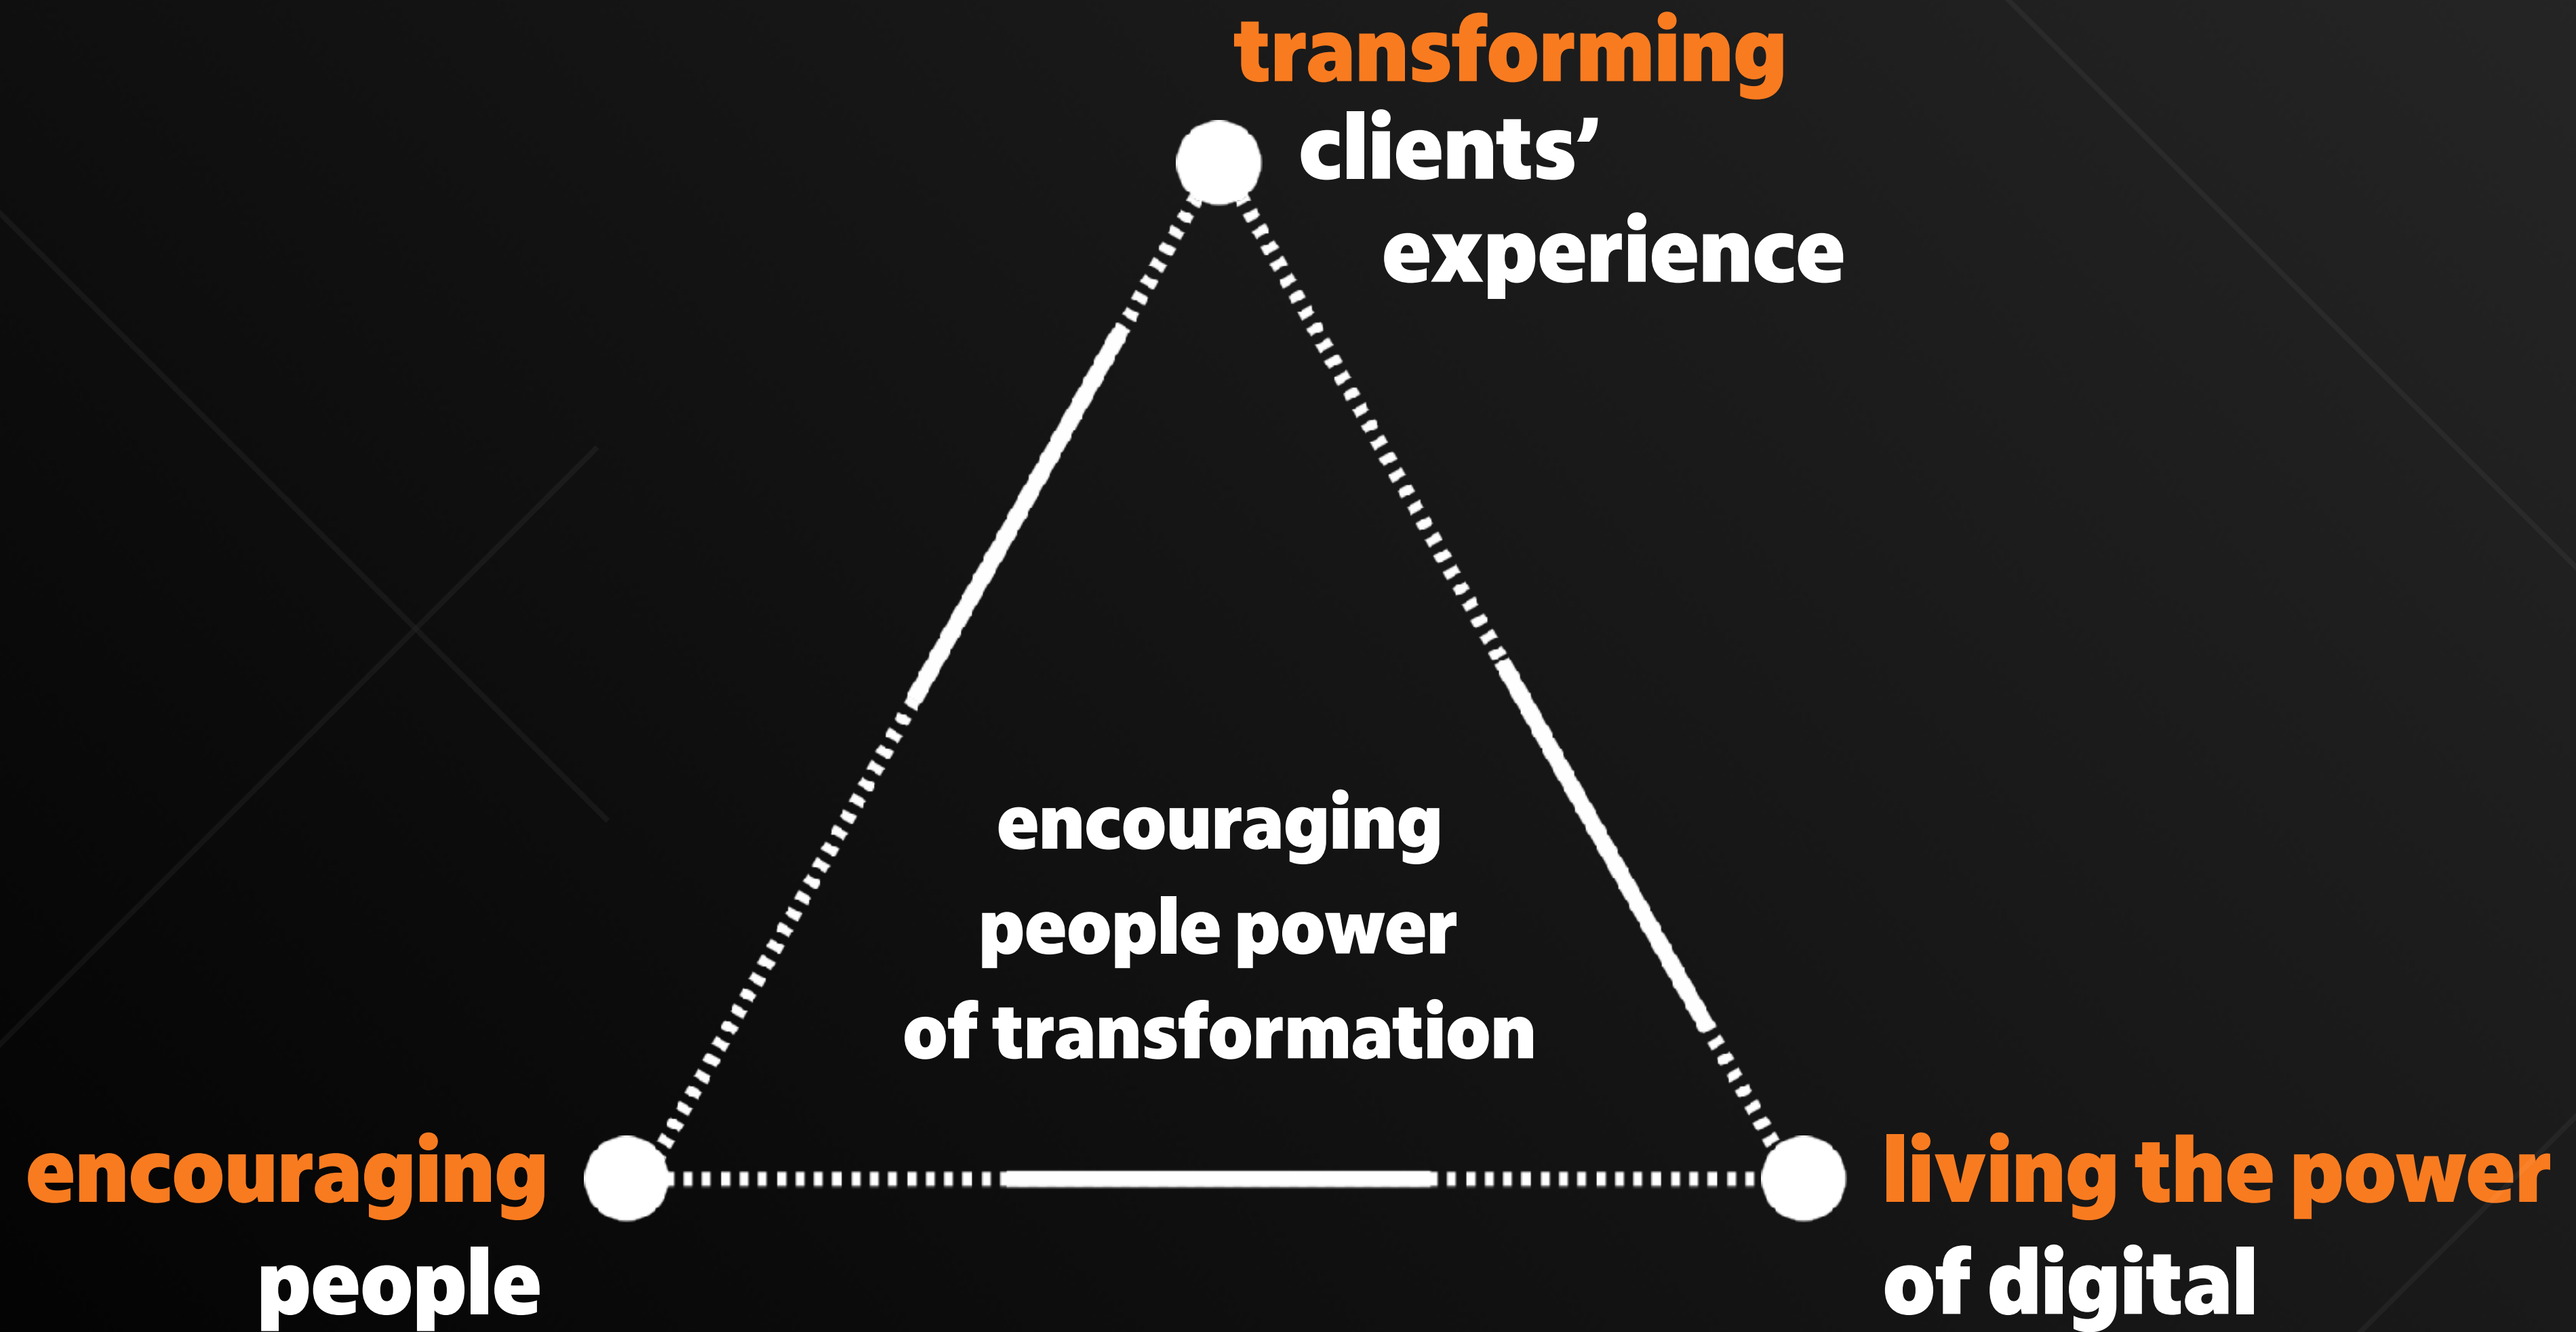 transforming
clients’
experience
encouraging
people power
of transformation
encouraging
people
living the power
of digital